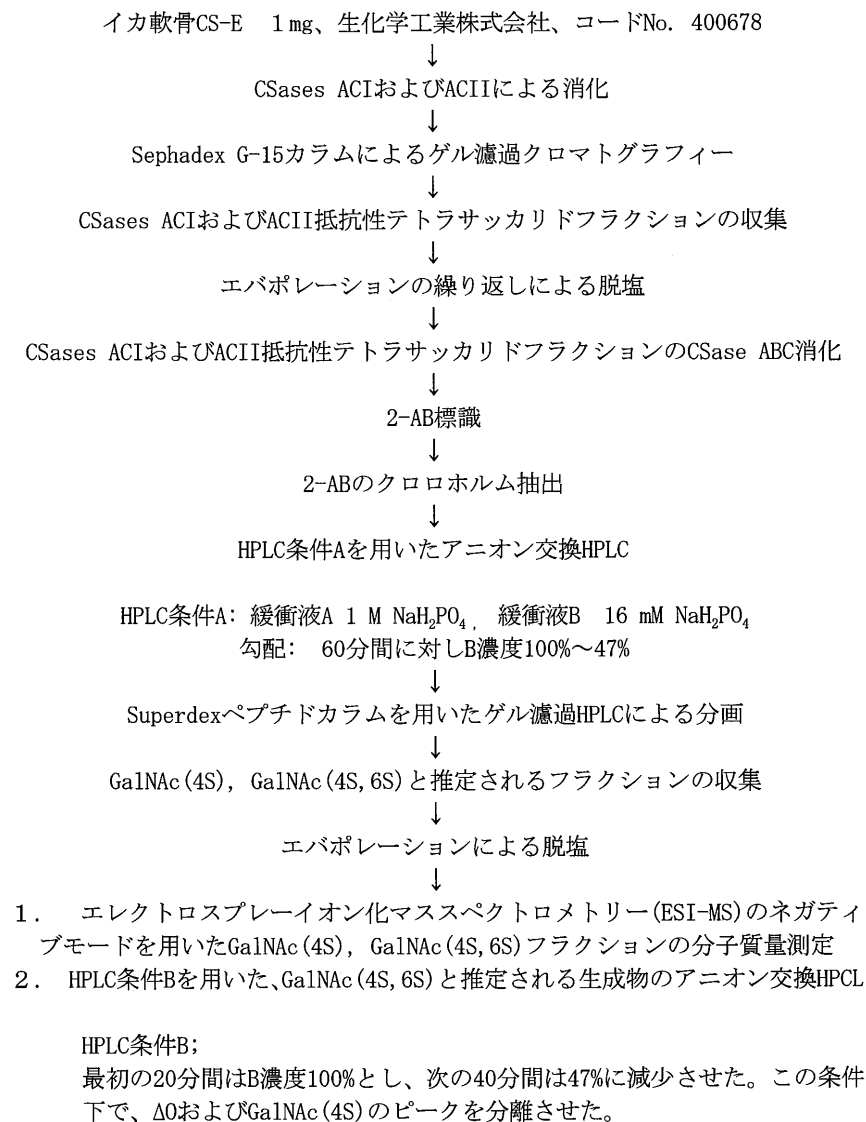 イカ軟骨CS-E　１mg、生化学工業株式会社、コードNo. 400678
↓
CSases ACIおよびACIIによる消化
↓
Sephadex G-15カラムによるゲル濾過クロマトグラフィー
↓
CSases ACIおよびACII抵抗性テトラサッカリドフラクションの収集
↓
エバポレーションの繰り返しによる脱塩
↓
CSases ACIおよびACII抵抗性テトラサッカリドフラクションのCSase ABC消化
↓
2-AB標識
↓
2-ABのクロロホルム抽出
↓
HPLC条件Aを用いたアニオン交換HPLC
HPLC条件A: 緩衝液A 1 M NaH₂PO₄, 緩衝液B 16 mM NaH₂PO₄
勾配: 60分間に対しB濃度100%～47%
↓
Superdexペプチドカラムを用いたゲル濾過HPLCによる分画
↓
GalNAc(4S), GalNAc(4S,6S)と推定されるフラクションの収集
↓
エバポレーションによる脱塩
↓
１． エレクトロスプレーイオン化マススペクトロメトリー(ESI-MS)のネガティ
ブモードを用いたGalNAc(4S), GalNAc(4S,6S)フラクションの分子質量測定
２． HPLC条件Bを用いた、GalNAc(4S,6S)と推定される生成物のアニオン交換HPCL
HPLC条件B;
最初の20分間はB濃度100%とし、次の40分間は47%に減少させた。この条件
下で、Δ0およびGalNAc(4S)のピークを分離させた。